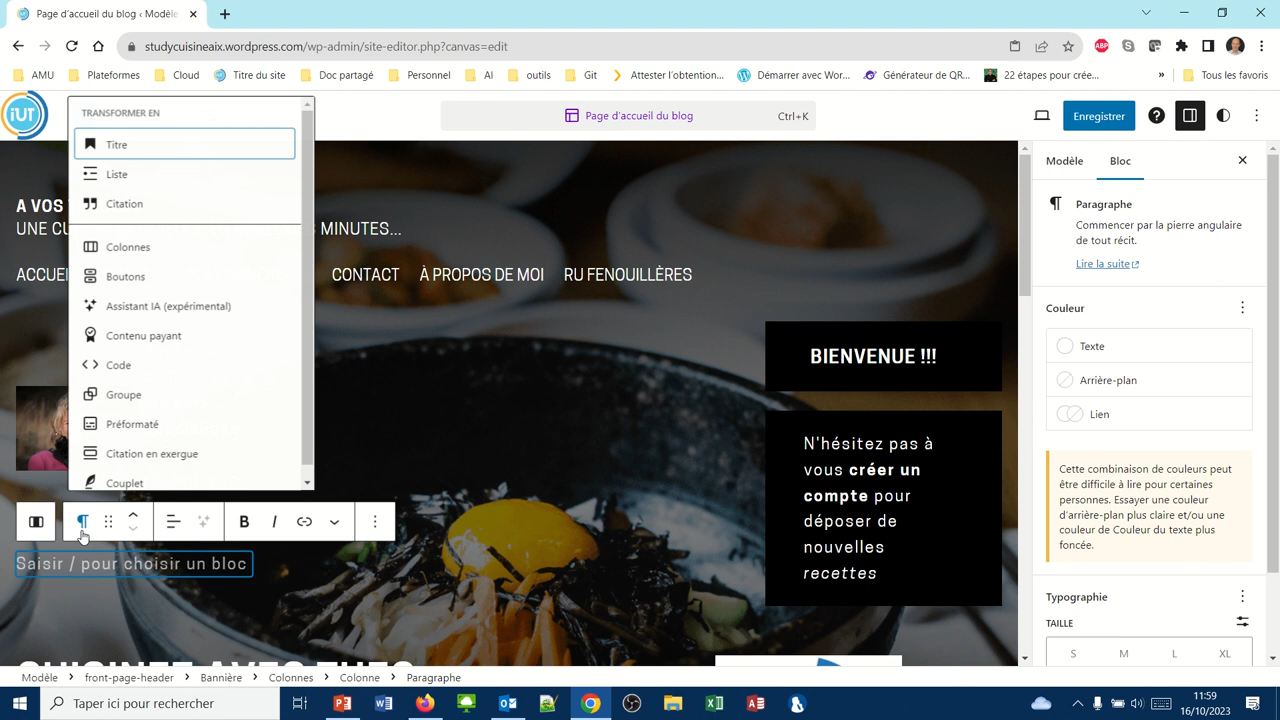 Page d'accueil du blog ‹ Modèle
studycuisineaix.wordpress.com/wp-admin/site-editor.php?canvas=edit
ABP
AMU
Plateformes
Cloud
Titre du site
Doc partagé
Personnel
AI
outils
Git
Attester l'obtention...
Démarrer avec Wor...
Générateur de QR...
22 étapes pour crée...
»
Tous les favoris
iUT
TRANSFORMER EN
Page d'accueil du blog
Ctrl+K
Enregistrer
Titre
Liste
Citation
Colonnes
Boutons
Assistant IA (expérimental)
Contenu payant
Code
Groupe
Préformaté
Citation en exergue
Couplet
A VOS
UNE CU
MINUTES...
ACCUEI
CONTACT
À PROPOS DE MOI
RU FENOUILLÈRES
BIENVENUE !!!
N'hésitez pas à
vous créer un
compte pour
déposer de
nouvelles
recettes
B
I
Saisir / pour choisir un bloc
Modèle
Bloc
Paragraphe
Commencer par la pierre angulaire
de tout récit.
Lire la suite
Couleur
Texte
Arrière-plan
Lien
Cette combinaison de couleurs peut
être difficile à lire pour certaines
personnes. Essayer une couleur
d'arrière-plan plus claire et/ou une
couleur de Couleur du texte plus
foncée.
Typographie
TAILLE
S
M
L
XL
Modèle
front-page-header
Bannière
Colonnes
Colonne
Paragraphe
Taper ici pour rechercher
11:59
16/10/2023